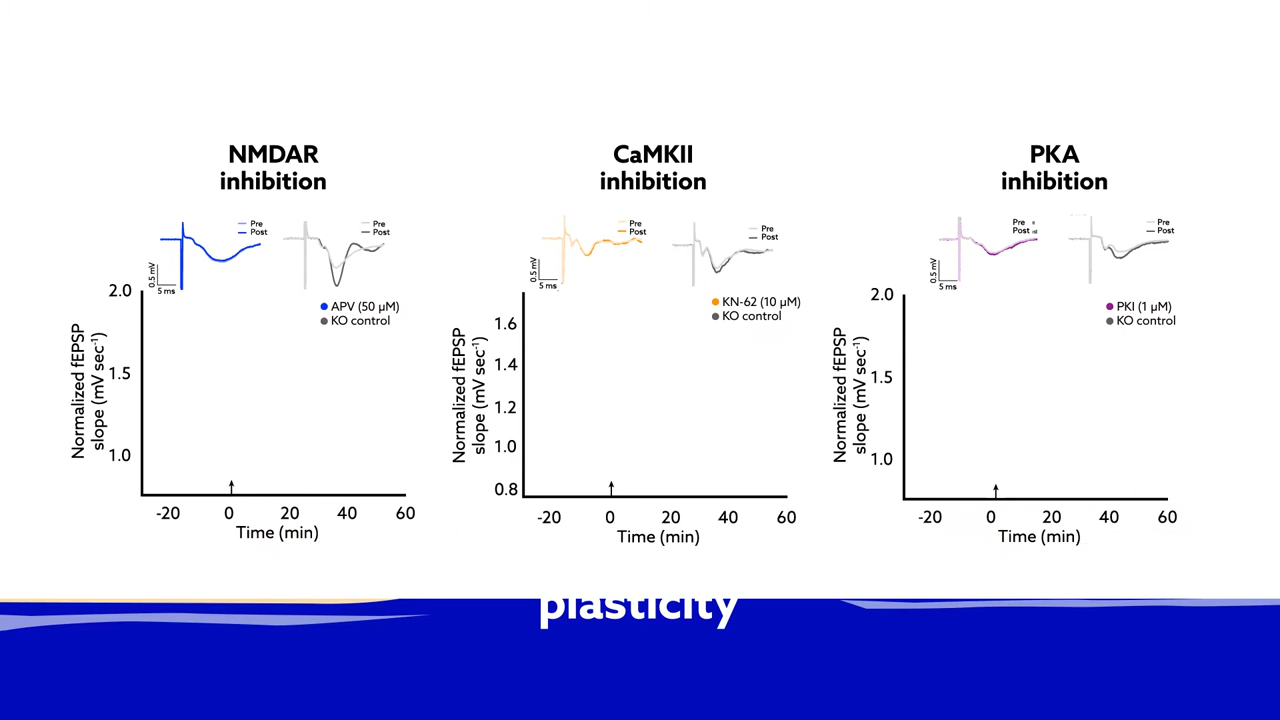 NMDAR
inhibition
Pre
Post
Pre
Post
0.5 mV
5 ms
APV (50 µM)
KO control
Normalized fEPSP
slope (mV sec⁻¹)
2.0
1.5
1.0
-20
0
20
40
60
Time (min)
CaMKII
inhibition
Pre
Post
Pre
Post
0.5 mV
5 ms
KN-62 (10 µM)
KO control
Normalized fEPSP
slope (mV sec⁻¹)
1.6
1.4
1.2
1.0
0.8
-20
0
20
40
60
Time (min)
PKA
inhibition
Pre
Post
Pre
Post
0.5 mV
5 ms
PKI (1 µM)
KO control
Normalized fEPSP
slope (mV sec⁻¹)
2.0
1.5
1.0
-20
0
20
40
60
Time (min)
plasticity